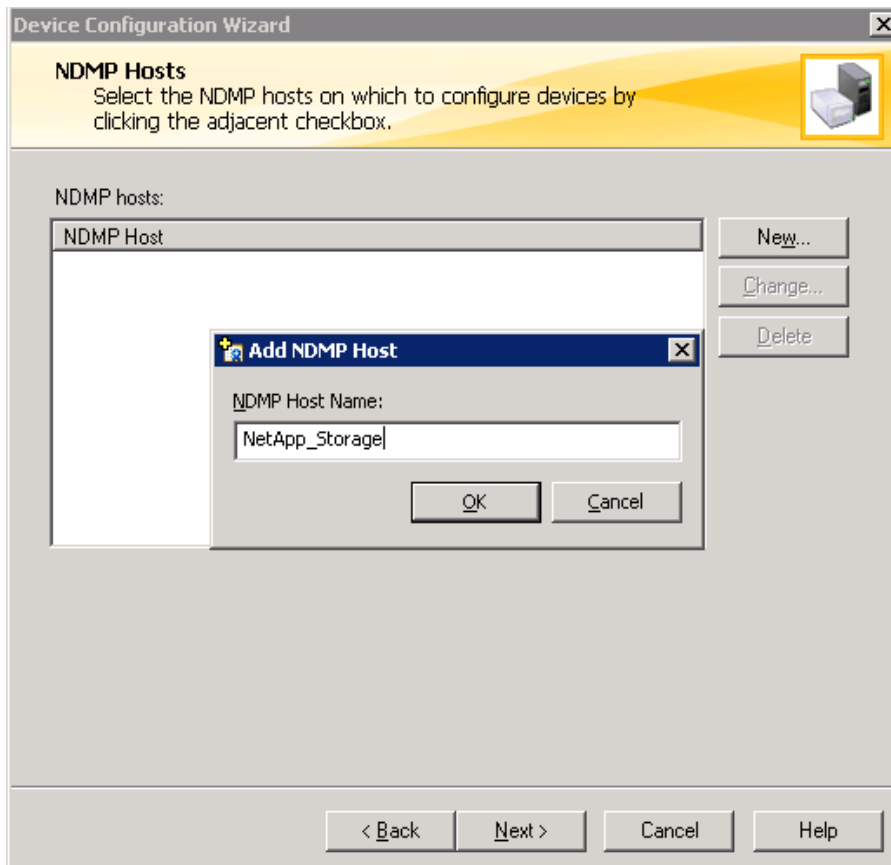 Device Configuration Wizard
NDMP Hosts
Select the NDMP hosts on which to configure devices by
clicking the adjacent checkbox.
NDMP hosts:
NDMP Host
New...
Change...
Delete
Add NDMP Host
NDMP Host Name:
NetApp_Storage
OK
Cancel
< Back
Next >
Cancel
Help